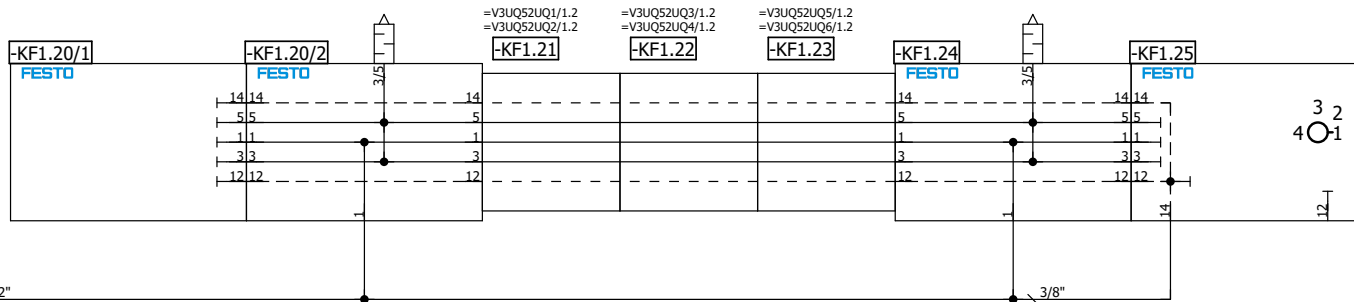 =V3UQ52UQ1/1.2 =V3UQ52UQ3/1.2 =V3UQ52UQ5/1.2
=V3UQ52UQ2/1.2 =V3UQ52UQ4/1.2 =V3UQ52UQ6/1.2
-KF1.20/1 -KF1.20/2 -KF1.21 -KF1.22 -KF1.23 -KF1.24 -KF1.25
FESTO FESTO 3/5 FESTO 3/5 FESTO
14 14 14 14 14 14
5 5 5 5 5 5
1 1 1 1 1 1
3 3 3 3 3 3
12 12 12 12 12 12
3 2
4 1
1 1 14 12
2" 3/8"